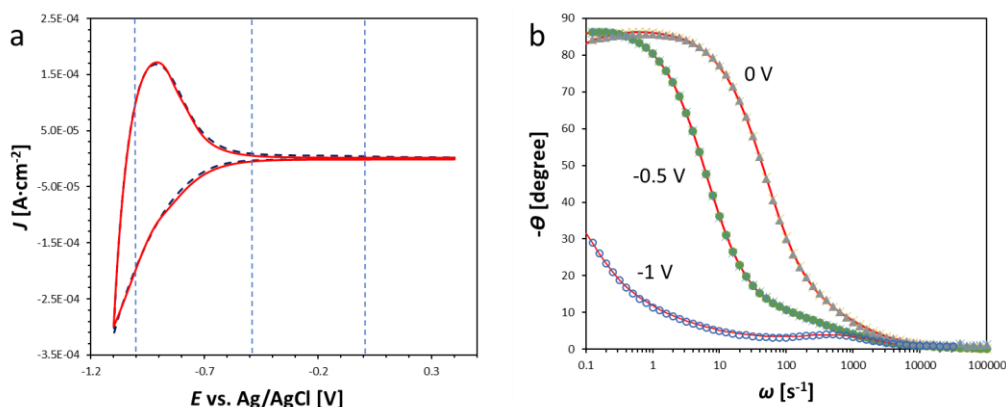 a
2.5E-04
1.5E-04
5.0E-05
-5.0E-05
-1.5E-04
-2.5E-04
-3.5E-04
-1.2
-0.7
-0.2
0.3
J [A·cm⁻²]
E vs. Ag/AgCl [V]
b
90
80
70
60
50
40
30
20
10
0
0.1
1
10
100
1000
10000
100000
-Θ [degree]
ω [s⁻¹]
0 V
-0.5 V
-1 V